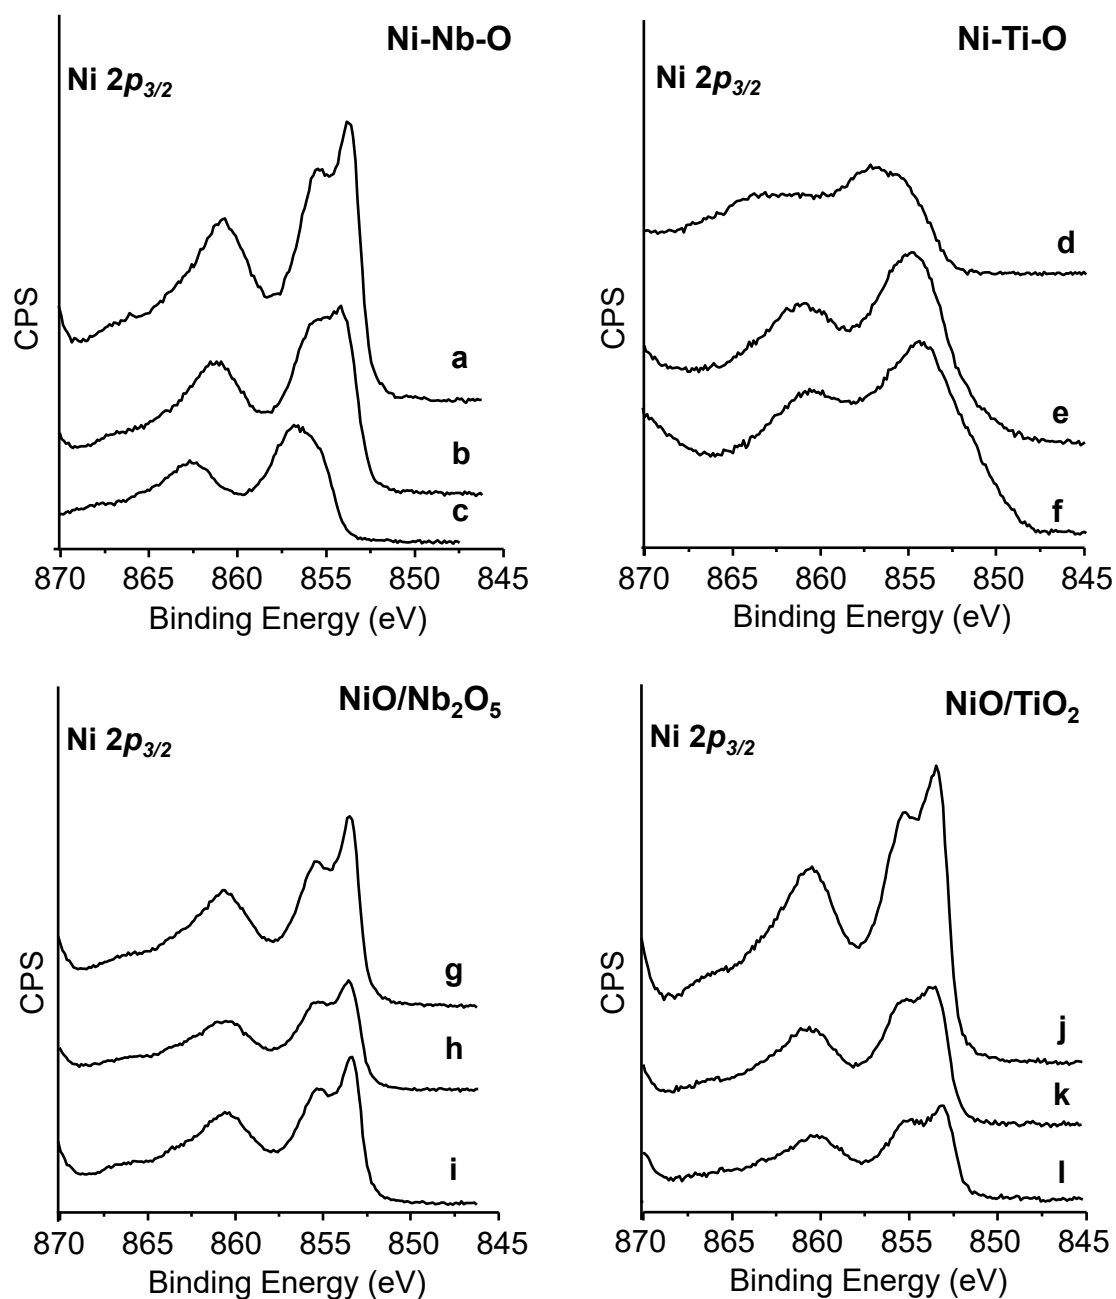 Ni-Nb-O
Ni 2p3/2
CPS
a
b
c
870 865 860 855 850 845
Binding Energy (eV)
Ni-Ti-O
Ni 2p3/2
CPS
d
e
f
870 865 860 855 850 845
Binding Energy (eV)
NiO/Nb2O5
Ni 2p3/2
CPS
g
h
i
870 865 860 855 850 845
Binding Energy (eV)
NiO/TiO2
Ni 2p3/2
CPS
j
k
l
870 865 860 855 850 845
Binding Energy (eV)